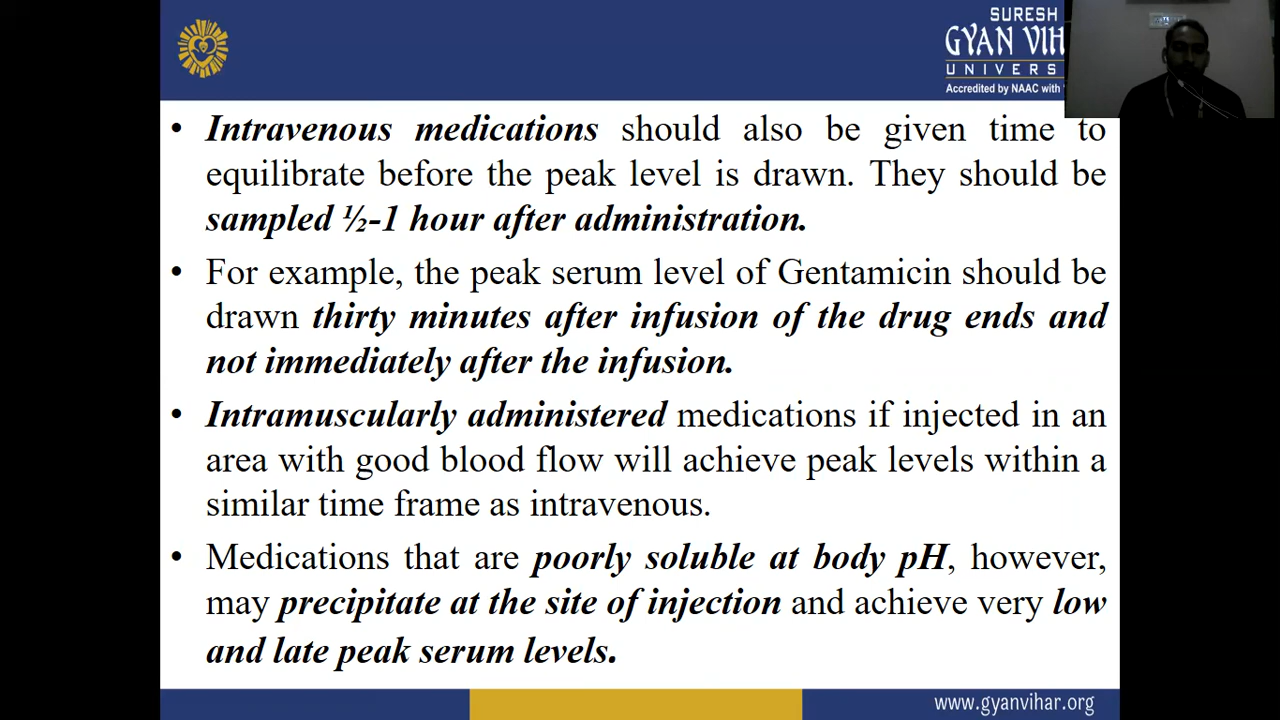 SURESH
GYAN VIH
UNIVERS
Accredited by NAAC with
• Intravenous medications should also be given time to
equilibrate before the peak level is drawn. They should be
sampled ½-1 hour after administration.
• For example, the peak serum level of Gentamicin should be
drawn thirty minutes after infusion of the drug ends and
not immediately after the infusion.
• Intramuscularly administered medications if injected in an
area with good blood flow will achieve peak levels within a
similar time frame as intravenous.
• Medications that are poorly soluble at body pH, however,
may precipitate at the site of injection and achieve very low
and late peak serum levels.
www.gyanvihar.org